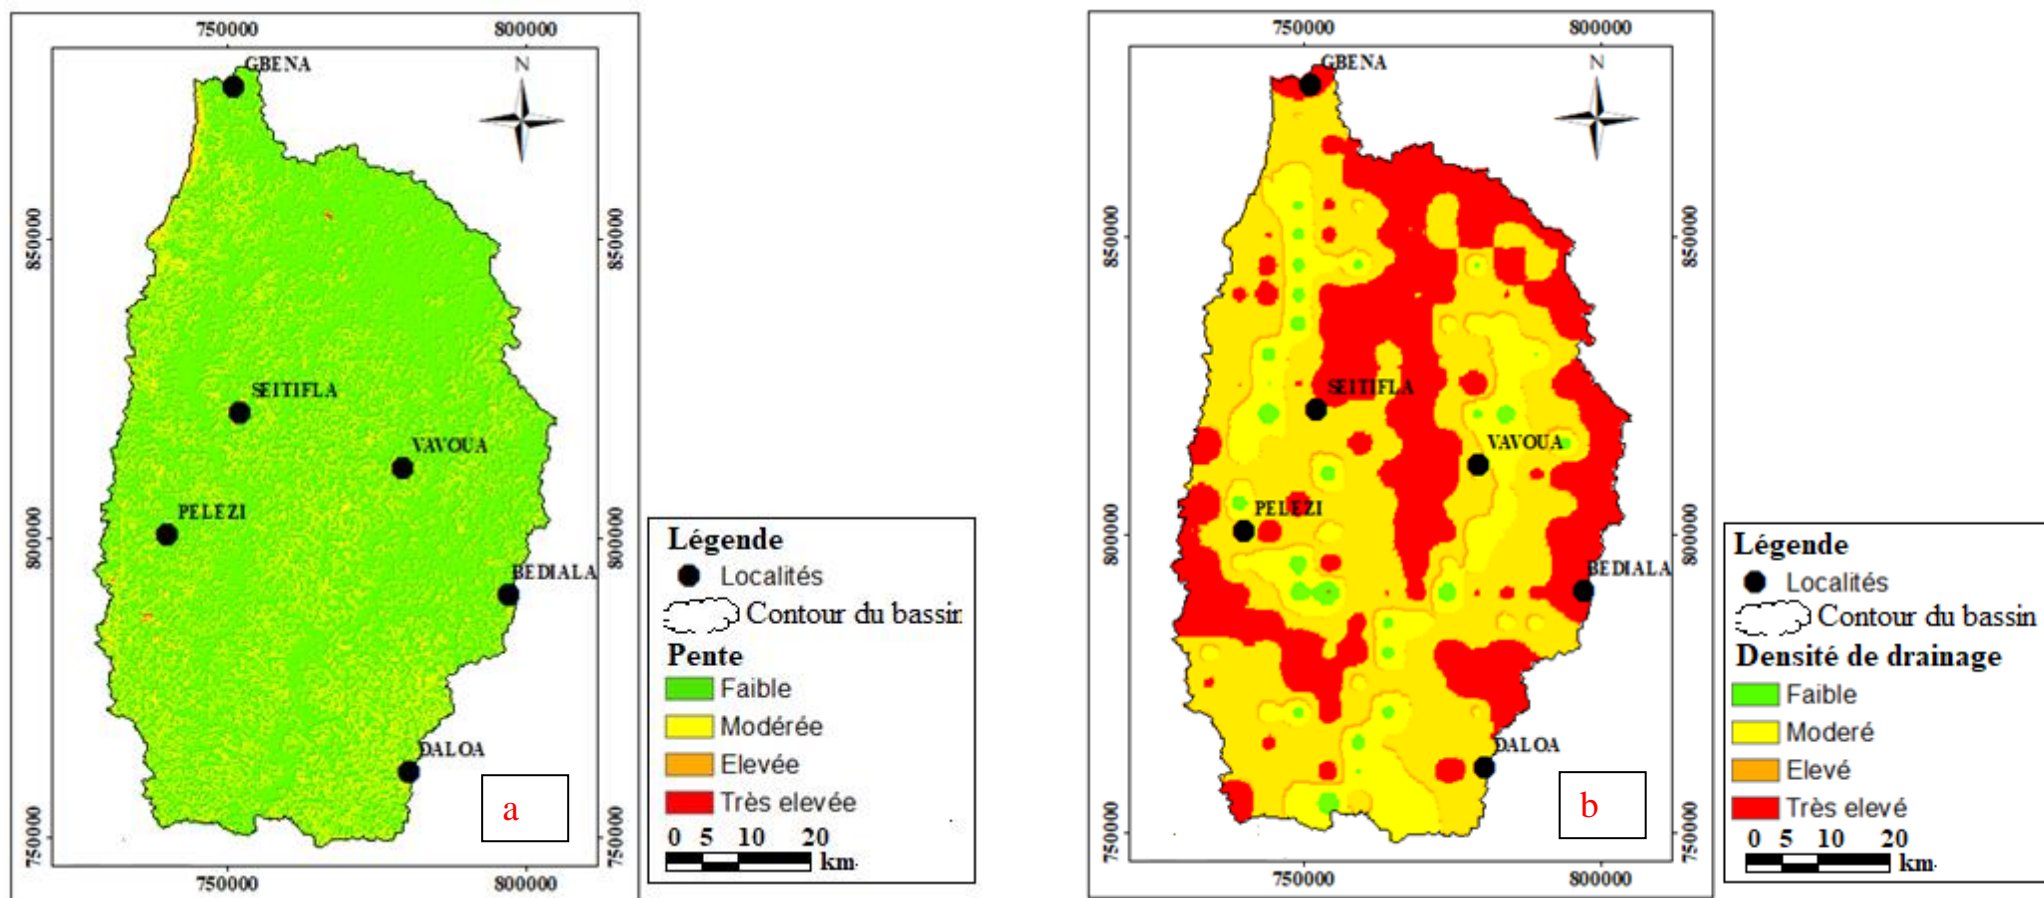 750000
800000
GBENA
N
850000
850000
SEITIFLA
VAVOUA
PELEZI
800000
800000
BEDIALA
DALOA
a
750000
750000
750000
800000
Légende
Localités
Contour du bassin
Pente
Faible
Modérée
Elevée
Très elevée
0 5 10 20
km
750000
800000
GBENA
N
850000
850000
SEITIFLA
VAVOUA
PELEZI
800000
800000
BEDIALA
DALOA
b
750000
750000
750000
800000
Légende
Localités
Contour du bassin
Densité de drainage
Faible
Moderé
Elevé
Très elevé
0 5 10 20
km